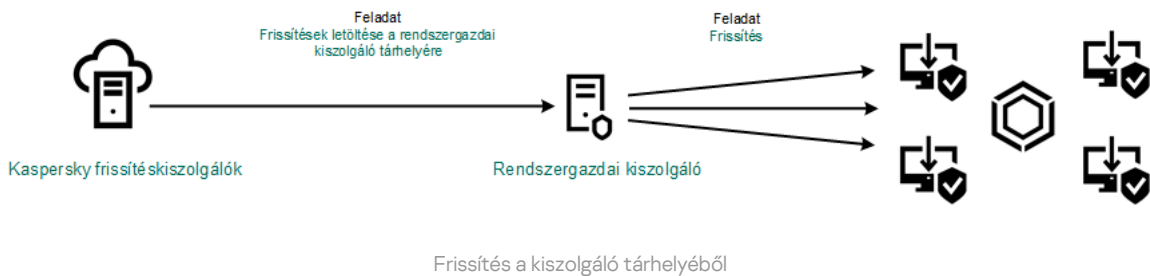 Feladat
Frissítések letöltése a rendszergazdai
kiszolgáló tárhelyére
Feladat
Frissítés
Kaspersky frissítéskiszolgálók
Rendszergazdai kiszolgáló
Frissítés a kiszolgáló tárhelyéből